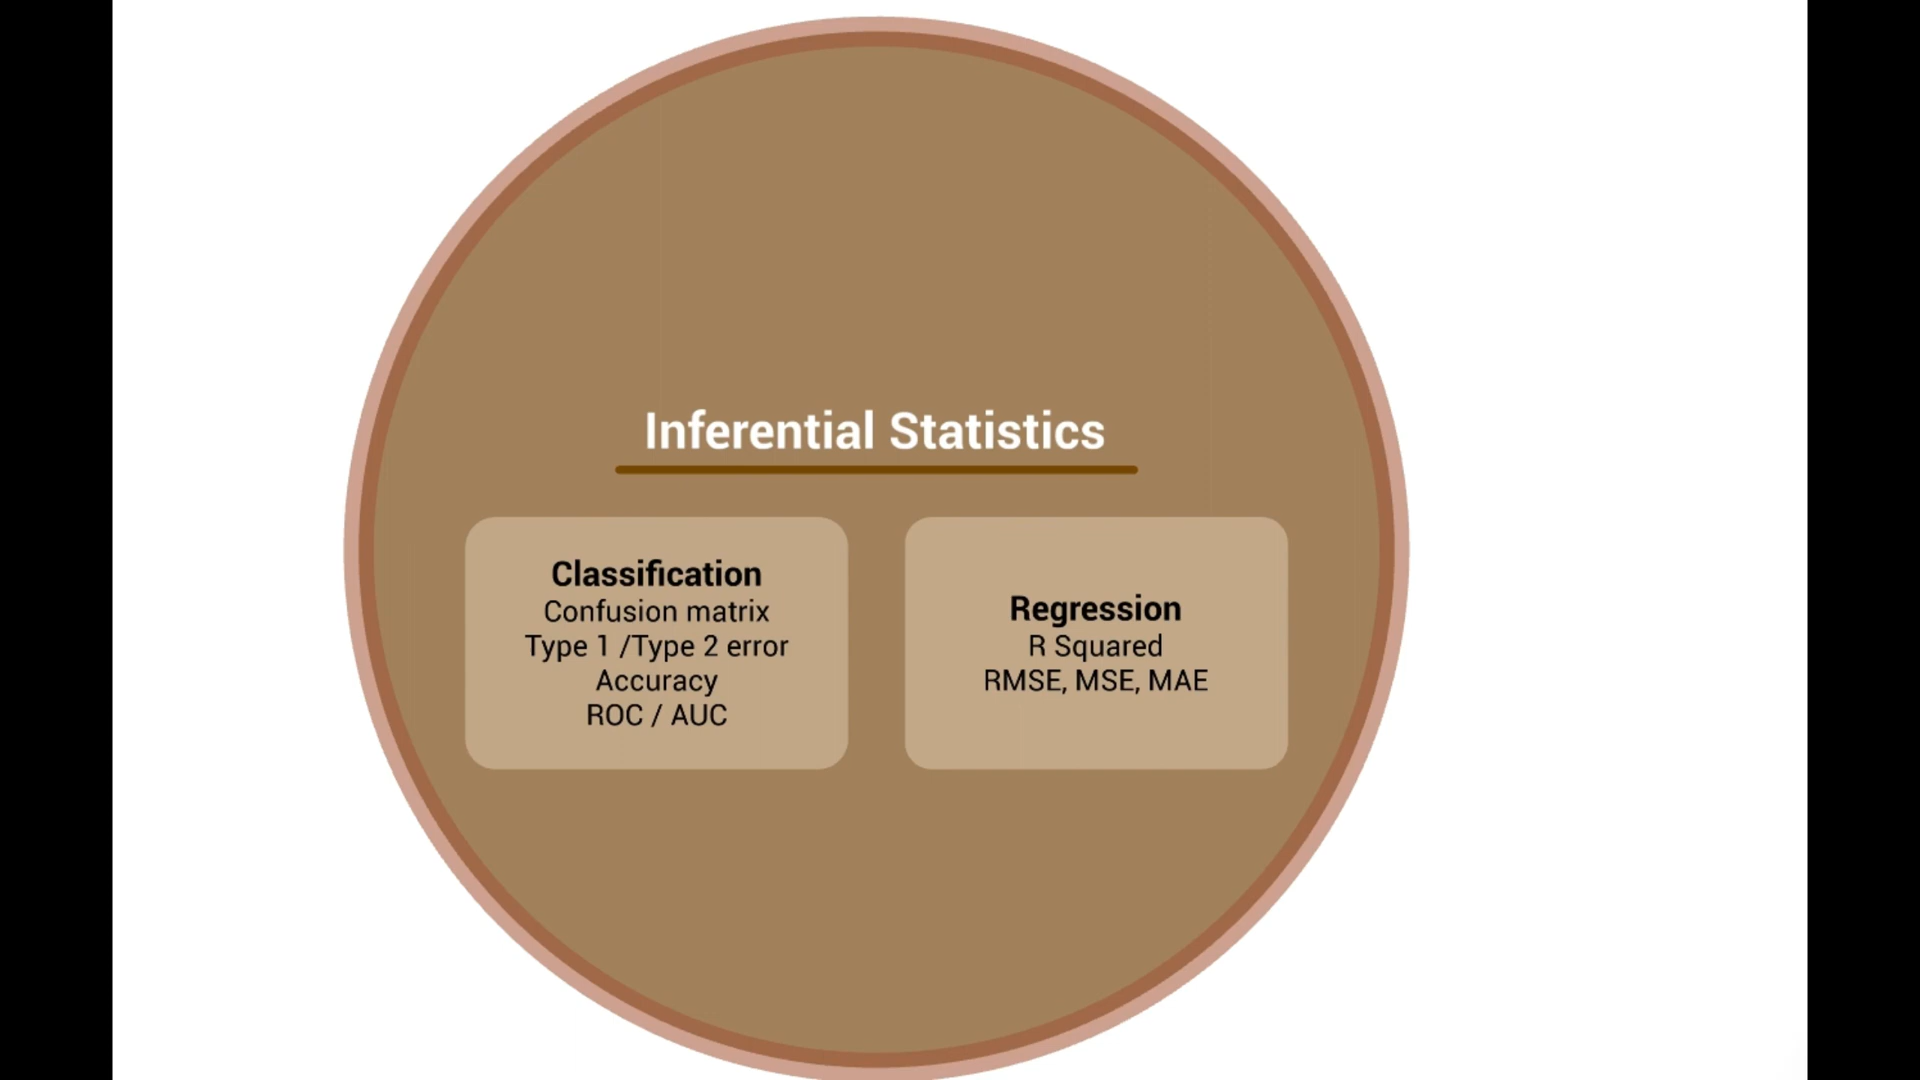 Inferential Statistics
Classification
Confusion matrix
Type 1 /Type 2 error
Accuracy
ROC / AUC
Regression
R Squared
RMSE, MSE, MAE